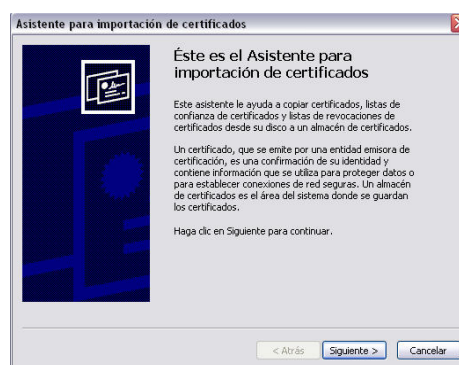 Asistente para importación de certificados
Éste es el Asistente para
importación de certificados
Este asistente le ayuda a copiar certificados, listas de
confianza de certificados y listas de revocaciones de
certificados desde su disco a un almacén de certificados.
Un certificado, que se emite por una entidad emisora de
certificación, es una confirmación de su identidad y
contiene información que se utiliza para proteger datos o
para establecer conexiones de red seguras. Un almacén
de certificados es el área del sistema donde se guardan
los certificados.
Haga clic en Siguiente para continuar.
< Atrás Siguiente > Cancelar